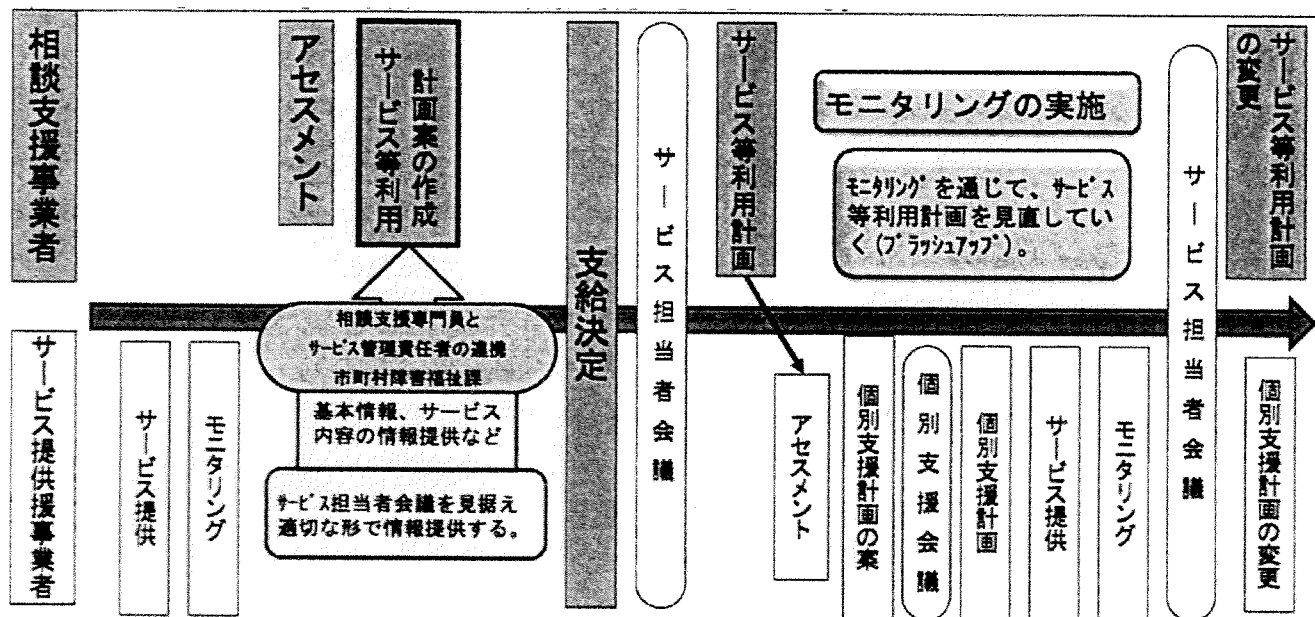 相談支援事業者
アセスメント
サービス等利用
計画案の作成
支給決定
サービス担当者会議
サービス等利用計画
モニタリングの実施
モニタリングを通じて、サービス
等利用計画を見直してい
く(ブラッシュアップ)。
サービス担当者会議
サービス等利用計画
の変更
相談支援専門員と
サービス管理責任者の連携
市町村障害福祉課
基本情報、サービス
内容の情報提供など
サービス担当者会議を見据え
適切な形で情報提供する。
サービス提供援事業者
サービス提供
モニタリング
アセスメント
個別支援計画の案
個別支援会議
個別支援計画
サービス提供
モニタリング
個別支援計画の変更